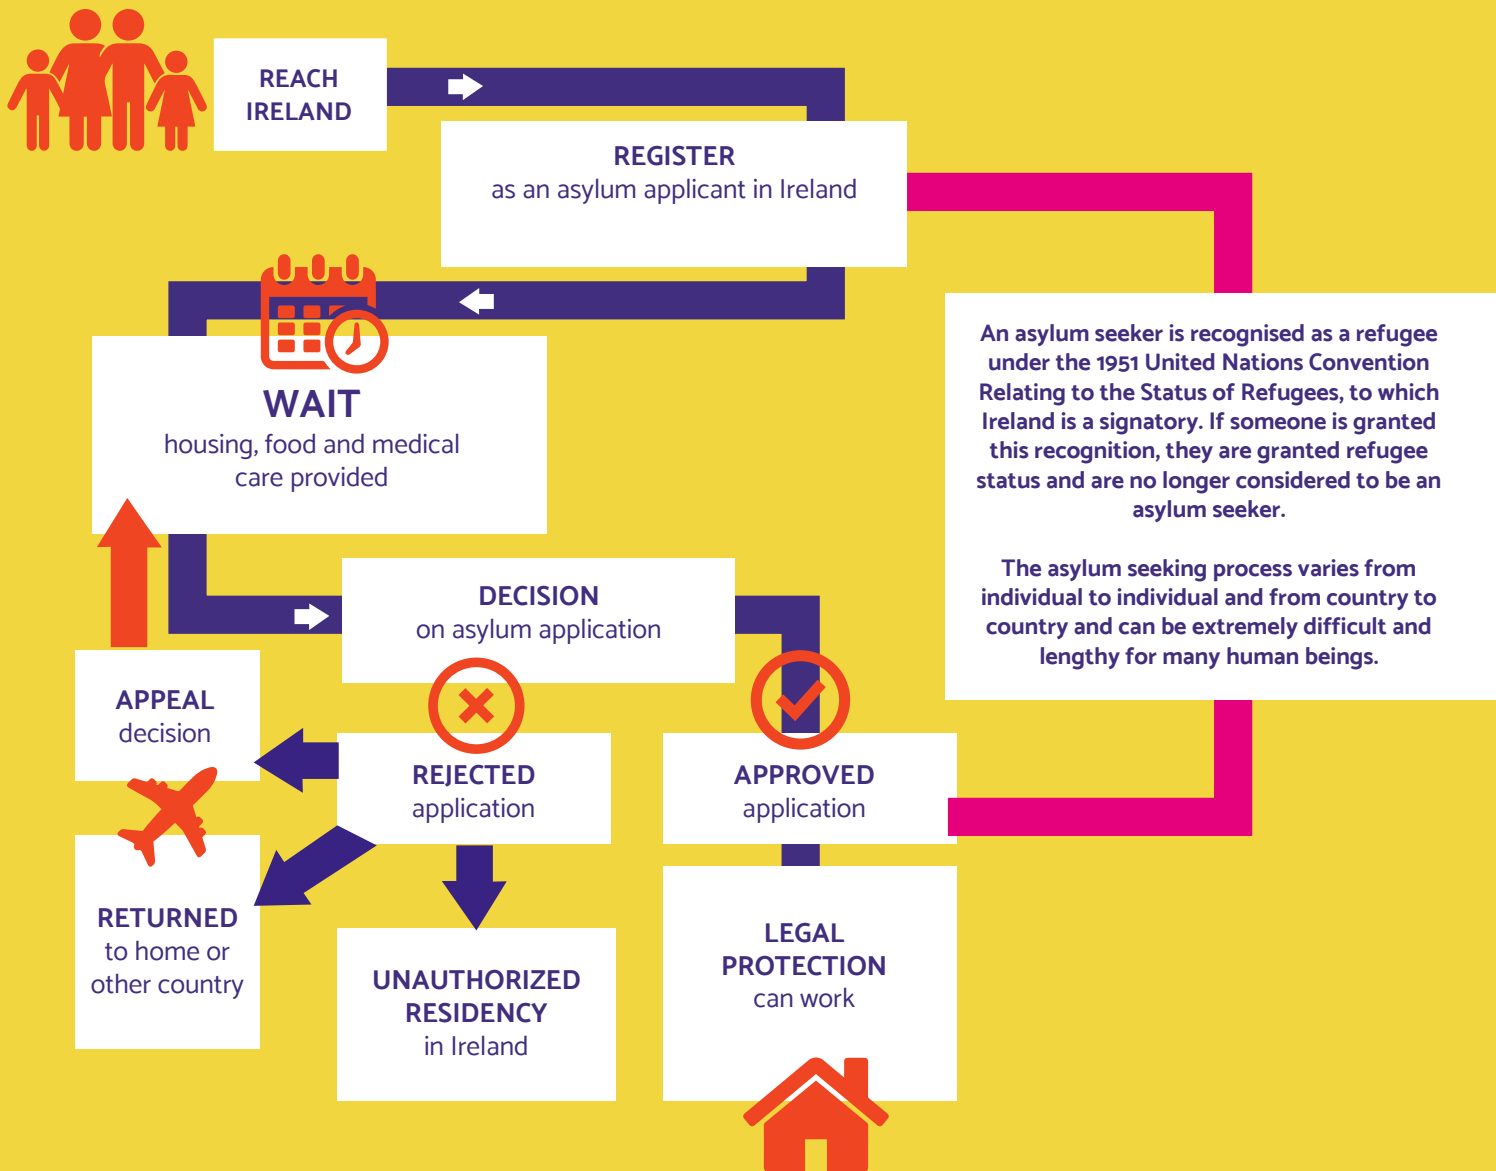 REACH
IRELAND
REGISTER
as an asylum applicant in Ireland
WAIT
housing, food and medical
care provided
An asylum seeker is recognised as a refugee
under the 1951 United Nations Convention
Relating to the Status of Refugees, to which
Ireland is a signatory. If someone is granted
this recognition, they are granted refugee
status and are no longer considered to be an
asylum seeker.
The asylum seeking process varies from
individual to individual and from country to
country and can be extremely difficult and
lengthy for many human beings.
DECISION
on asylum application
APPEAL
decision
REJECTED
application
APPROVED
application
RETURNED
to home or
other country
UNAUTHORIZED
RESIDENCY
in Ireland
LEGAL
PROTECTION
can work